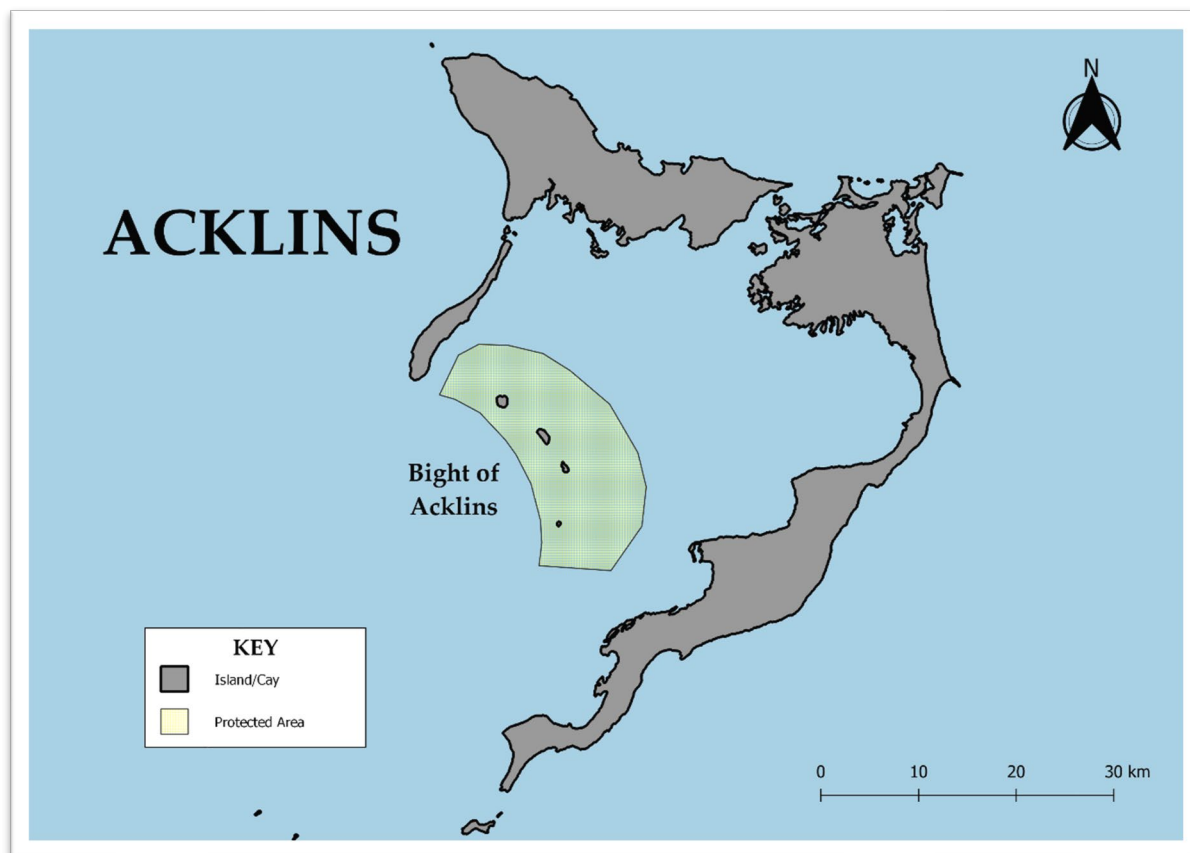 N
ACKLINS
Bight of
Acklins
KEY
Island/Cay
Protected Area
0 10 20 30 km